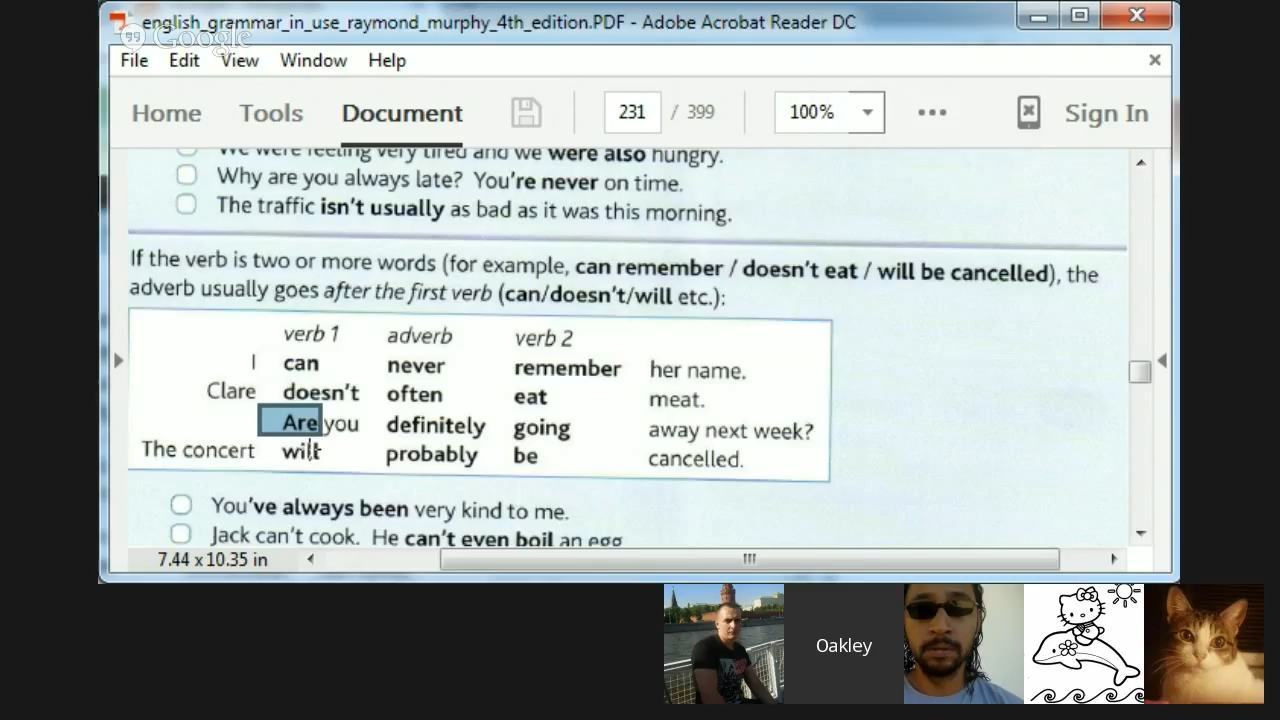 english_grammar_in_use_raymond_murphy_4th_edition.PDF - Adobe Acrobat Reader DC
Google
File Edit View Window Help
Home Tools Document 231 / 399 100% Sign In
We were feeling very tired and we were also hungry.
Why are you always late? You're never on time.
The traffic isn't usually as bad as it was this morning.
If the verb is two or more words (for example, can remember / doesn't eat / will be cancelled), the
adverb usually goes after the first verb (can/doesn't/will etc.):
verb 1 adverb verb 2
I can never remember her name.
Clare doesn't often eat meat.
Are you definitely going away next week?
The concert will probably be cancelled.
You've always been very kind to me.
Jack can't cook. He can't even boil an egg
7.44 x 10.35 in
Oakley